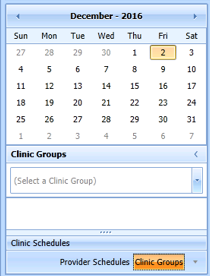 December - 2016
Sun Mon Tue Wed Thu Fri Sat
27 28 29 30 1 2 3
4 5 6 7 8 9 10
11 12 13 14 15 16 17
18 19 20 21 22 23 24
25 26 27 28 29 30 31
1 2 3 4 5 6 7
Clinic Groups
(Select a Clinic Group)
Clinic Schedules
Provider Schedules Clinic Groups